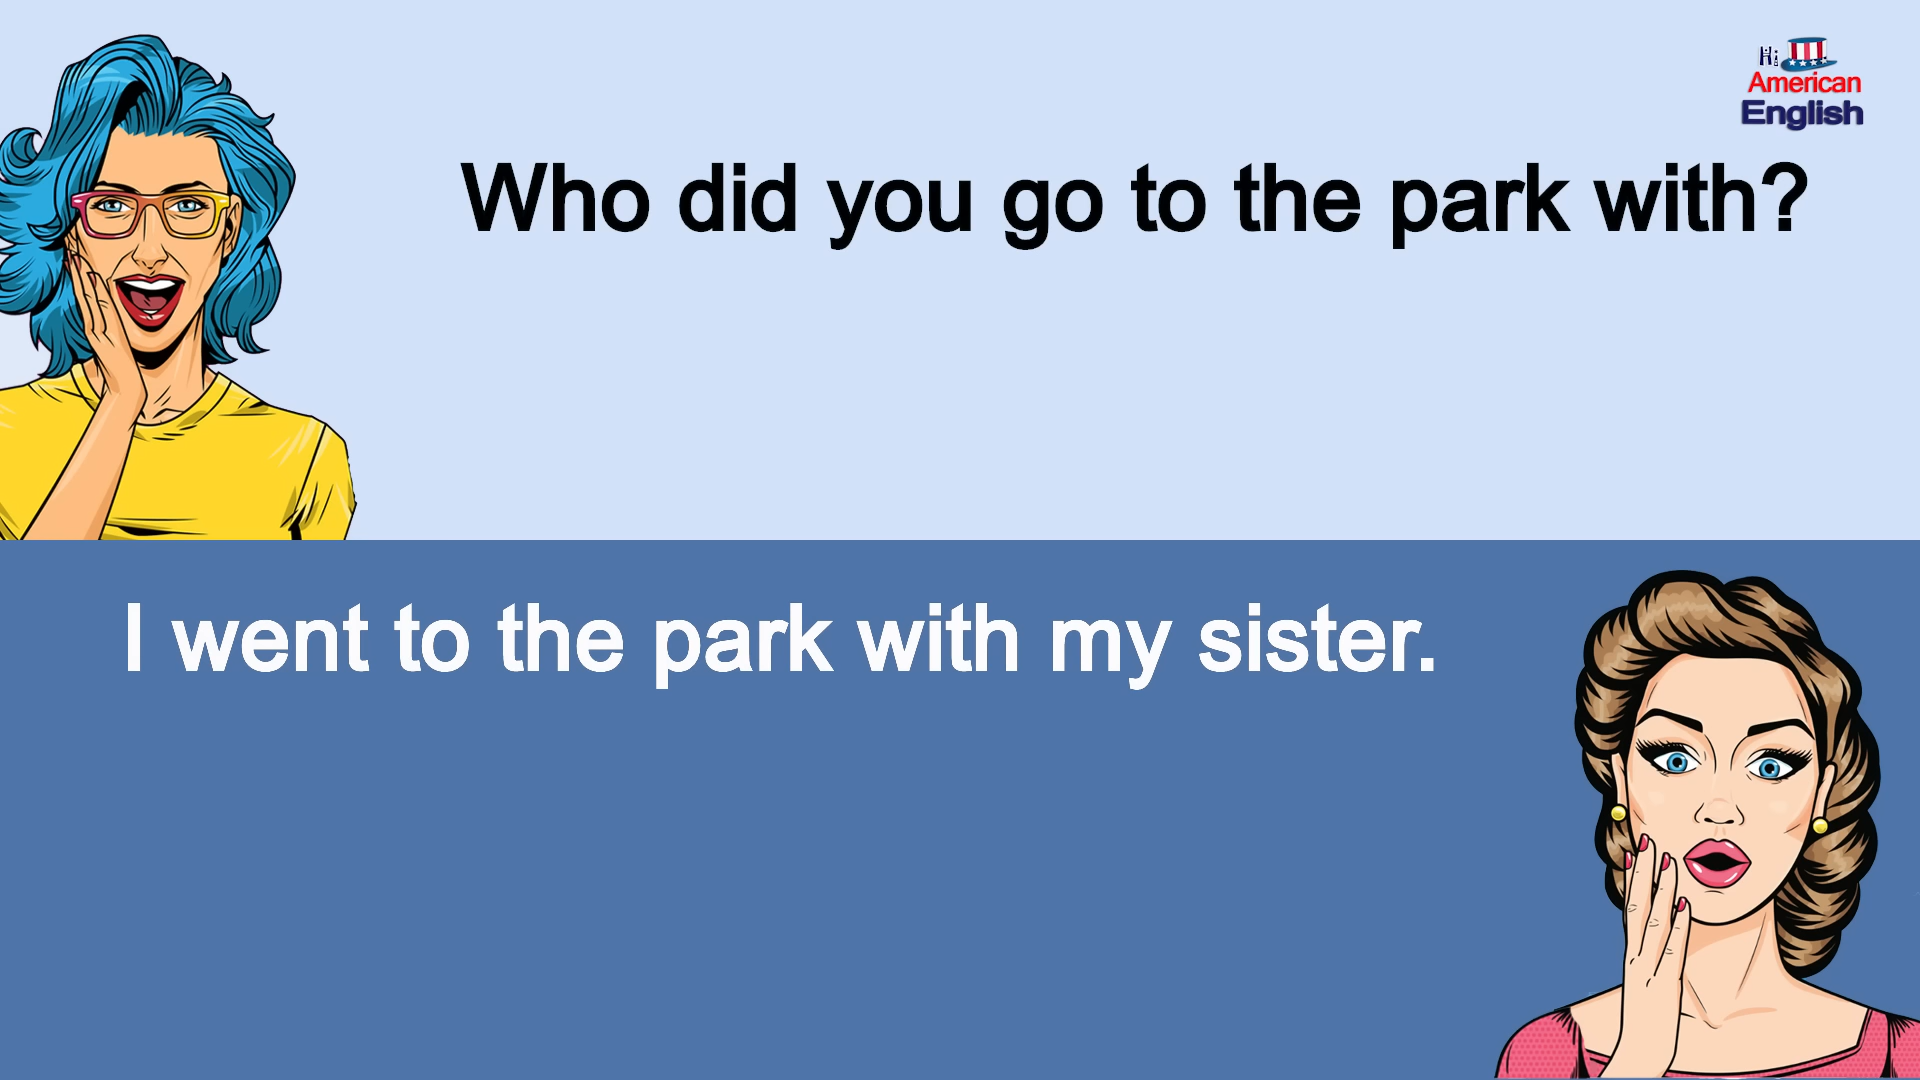 Hi
American
English
Who did you go to the park with?
I went to the park with my sister.